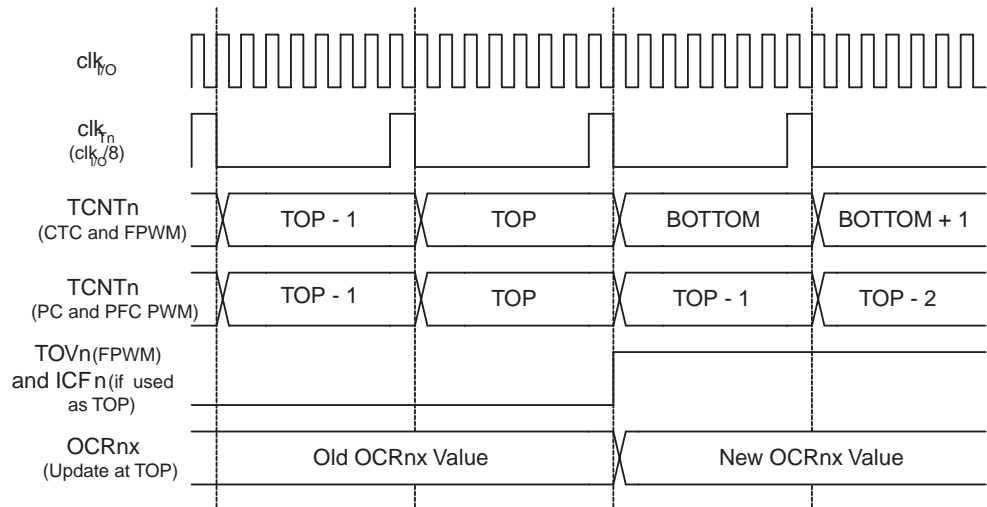 clkI/O
clkTn
(clkI/O/8)
TCNTn
(CTC and FPWM)
TOP - 1
TOP
BOTTOM
BOTTOM + 1
TCNTn
(PC and PFC PWM)
TOP - 1
TOP
TOP - 1
TOP - 2
TOVn(FPWM)
and ICFn(if used
as TOP)
OCRnx
(Update at TOP)
Old OCRnx Value
New OCRnx Value